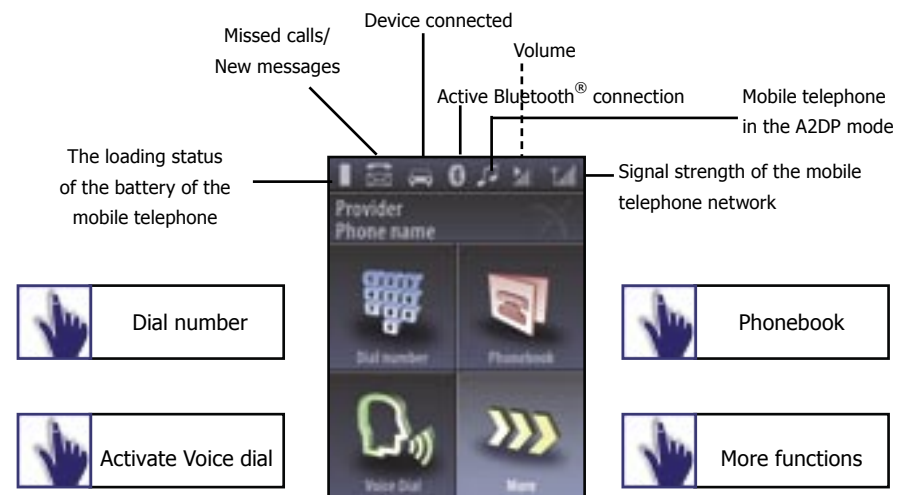 Device connected
Missed calls/
New messages
Volume
Active Bluetooth® connection
Mobile telephone
in the A2DP mode
The loading status
of the battery of the
mobile telephone
Signal strength of the mobile
telephone network
Provider
Phone name
Dial number
Phonebook
Dial number
Phonebook
Activate Voice dial
More functions
Voice Dial
More